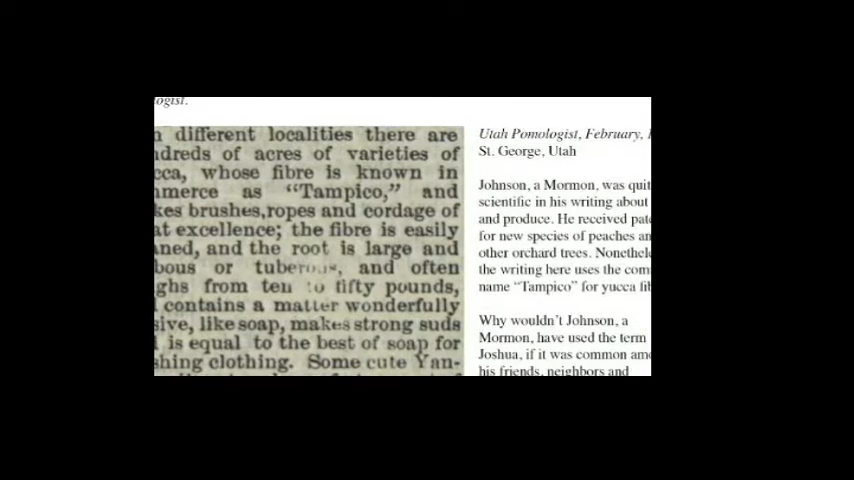 ologist.
n different localities there are
ndreds of acres of varieties of
cca, whose fibre is known in
nmerce as "Tampico," and
kes brushes,ropes and cordage of
at excellence; the fibre is easily
aned, and the root is large and
bous or tuberous, and often
ghs from ten to fifty pounds,
contains a matter wonderfully
sive, like soap, makes strong suds
is equal to the best of soap for
shing clothing. Some cute Yan-
Utah Pomologist, February,
St. George, Utah
Johnson, a Mormon, was quit
scientific in his writing about
and produce. He received pate
for new species of peaches an
other orchard trees. Nonethele
the writing here uses the com
name "Tampico" for yucca fib
Why wouldn't Johnson, a
Mormon, have used the term
Joshua, if it was common amo
his friends, neighbors and